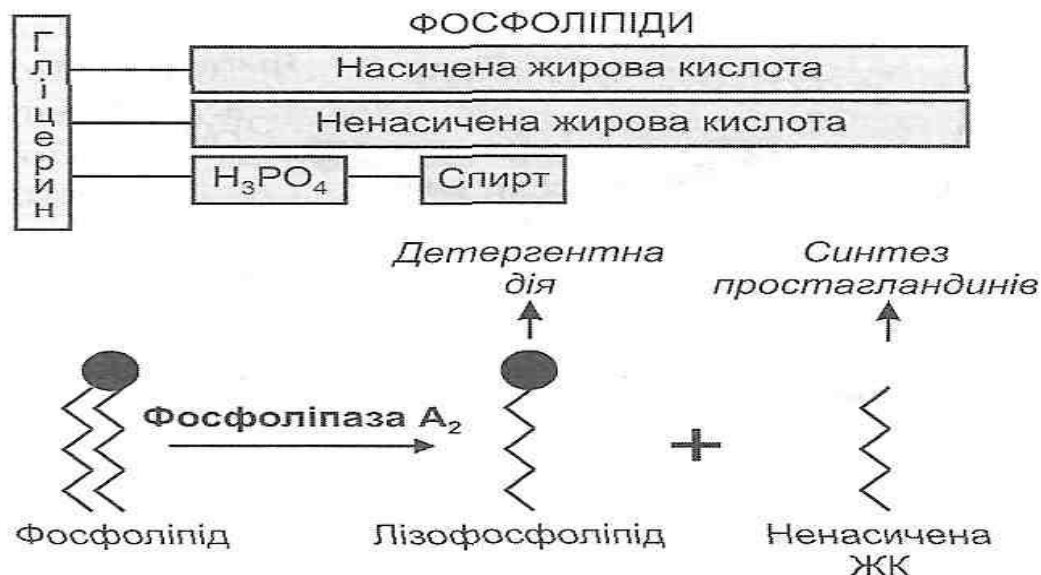 ФОСФОЛІПІДИ
Гліцерин
Насичена жирова кислота
Ненасичена жирова кислота
H₃PO₄
Спирт
Детергентна
дія
Синтез
простагландинів
Фосфоліпаза А₂
+
Фосфоліпід
Лізофосфоліпід
Ненасичена
ЖК